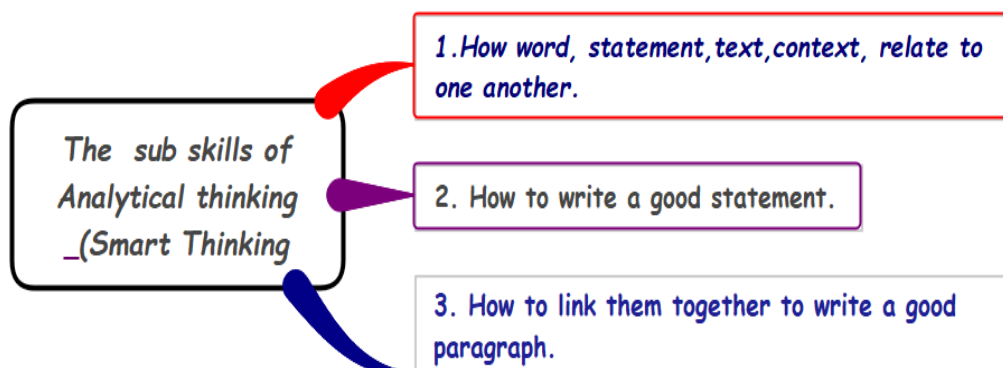 The sub skills of
Analytical thinking
_(Smart Thinking
1.How word, statement,text,context, relate to
one another.
2. How to write a good statement.
3. How to link them together to write a good
paragraph.